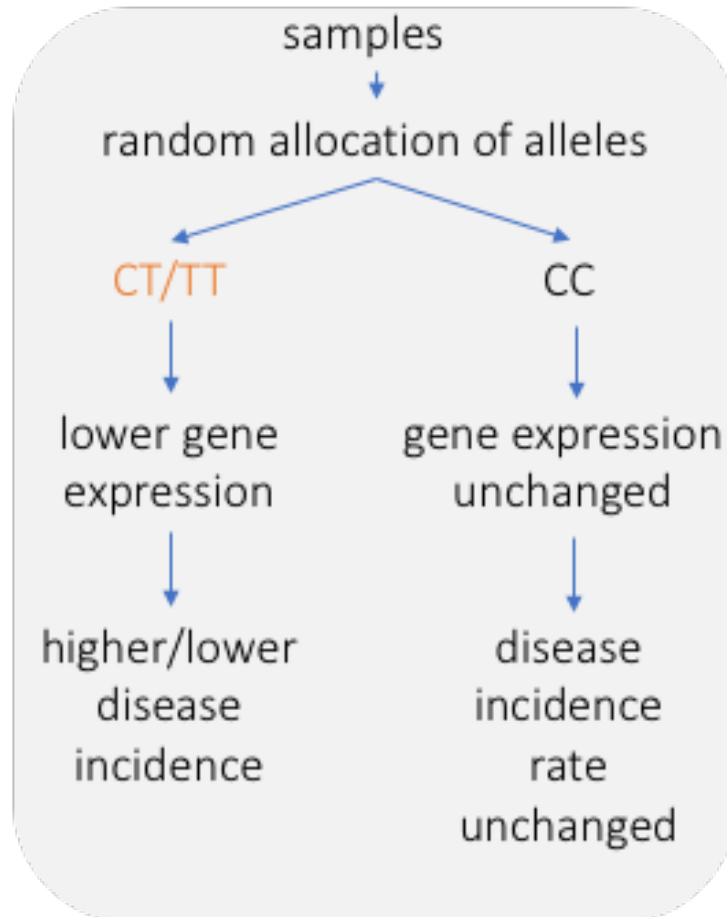 samples
random allocation of alleles
CT/TT
CC
lower gene
expression
gene expression
unchanged
higher/lower
disease
incidence
disease
incidence
rate
unchanged